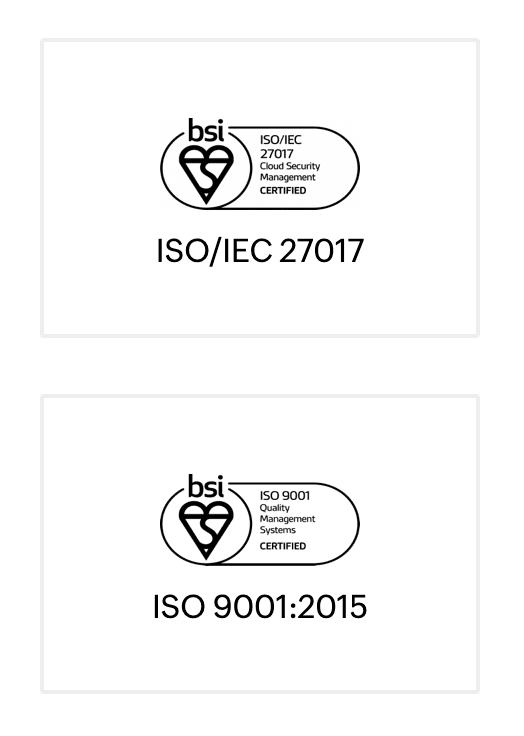 bsi
ISO/IEC
27017
Cloud Security
Management
CERTIFIED
ISO/IEC 27017
bsi
ISO 9001
Quality
Management
Systems
CERTIFIED
ISO 9001:2015